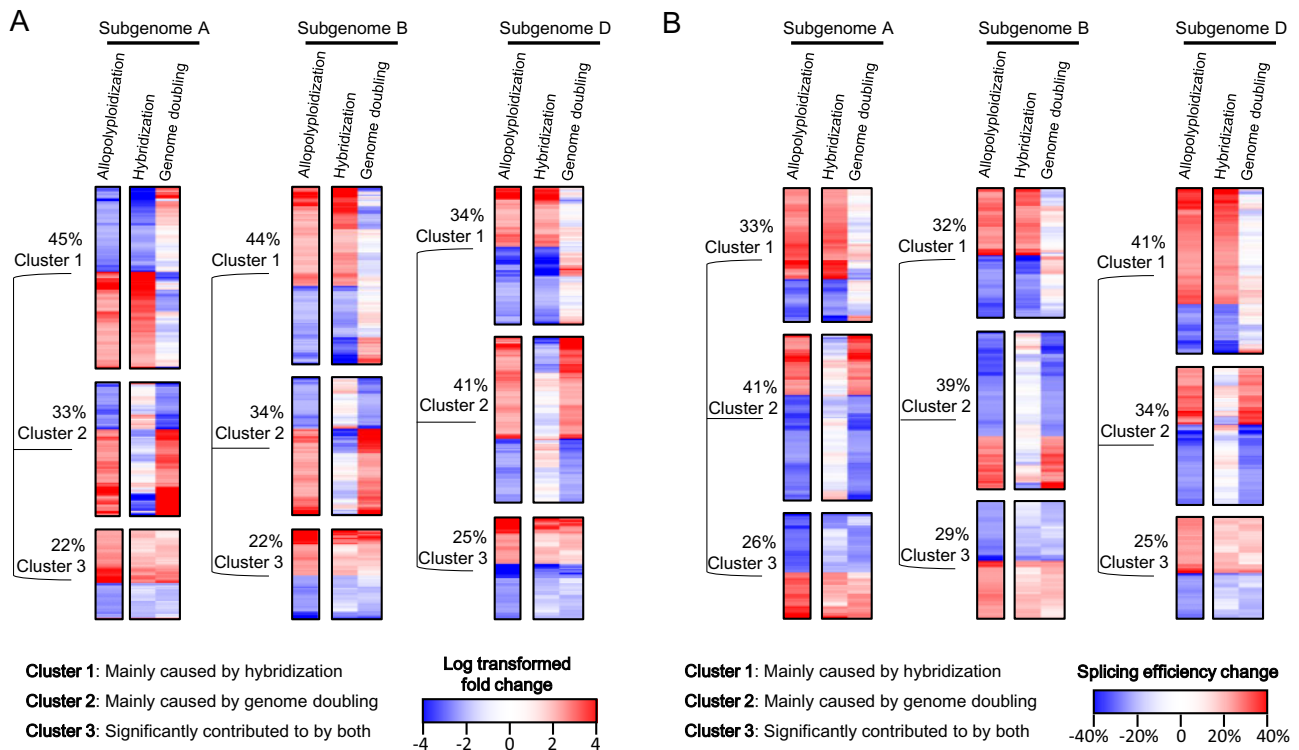 A
Subgenome A
Subgenome B
Subgenome D
Allopolyploidization
Hybridization
Genome doubling
Allopolyploidization
Hybridization
Genome doubling
Allopolyploidization
Hybridization
Genome doubling
45%
Cluster 1
33%
Cluster 2
22%
Cluster 3
44%
Cluster 1
34%
Cluster 2
22%
Cluster 3
34%
Cluster 1
41%
Cluster 2
25%
Cluster 3
Cluster 1: Mainly caused by hybridization
Cluster 2: Mainly caused by genome doubling
Cluster 3: Significantly contributed to by both
Log transformed
fold change
-4 -2 0 2 4
B
Subgenome A
Subgenome B
Subgenome D
Allopolyploidization
Hybridization
Genome doubling
Allopolyploidization
Hybridization
Genome doubling
Allopolyploidization
Hybridization
Genome doubling
33%
Cluster 1
41%
Cluster 2
26%
Cluster 3
32%
Cluster 1
39%
Cluster 2
29%
Cluster 3
41%
Cluster 1
34%
Cluster 2
25%
Cluster 3
Cluster 1: Mainly caused by hybridization
Cluster 2: Mainly caused by genome doubling
Cluster 3: Significantly contributed to by both
Splicing efficiency change
-40% -20% 0 20% 40%